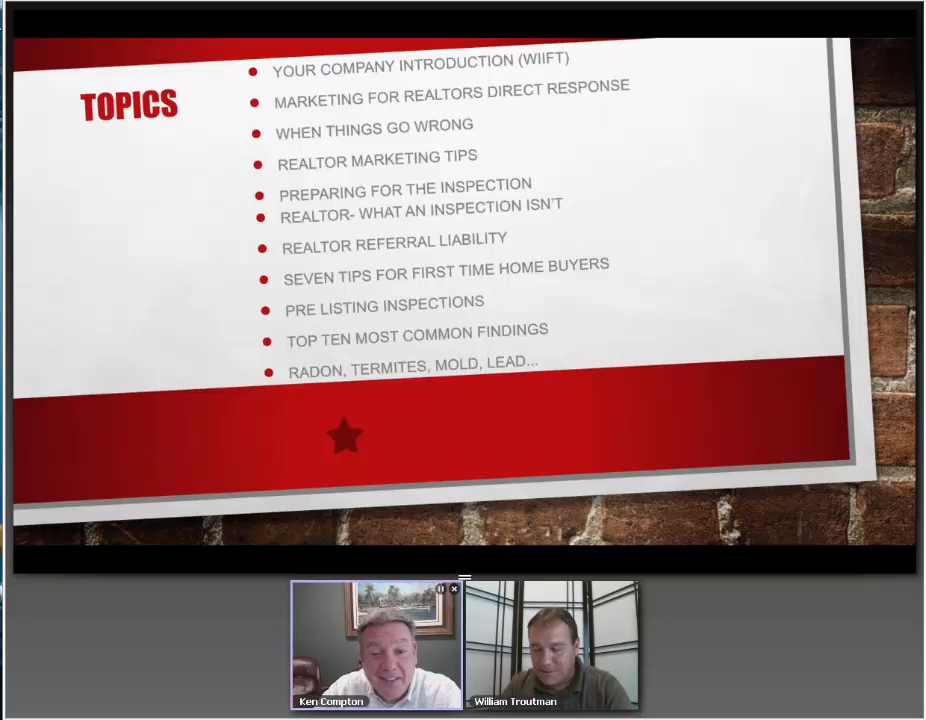 TOPICS
YOUR COMPANY INTRODUCTION (WIIFT)
MARKETING FOR REALTORS DIRECT RESPONSE
WHEN THINGS GO WRONG
REALTOR MARKETING TIPS
PREPARING FOR THE INSPECTION
REALTOR- WHAT AN INSPECTION ISN'T
REALTOR REFERRAL LIABILITY
SEVEN TIPS FOR FIRST TIME HOME BUYERS
PRE LISTING INSPECTIONS
TOP TEN MOST COMMON FINDINGS
RADON, TERMITES, MOLD, LEAD...
Ken Compton
William Troutman